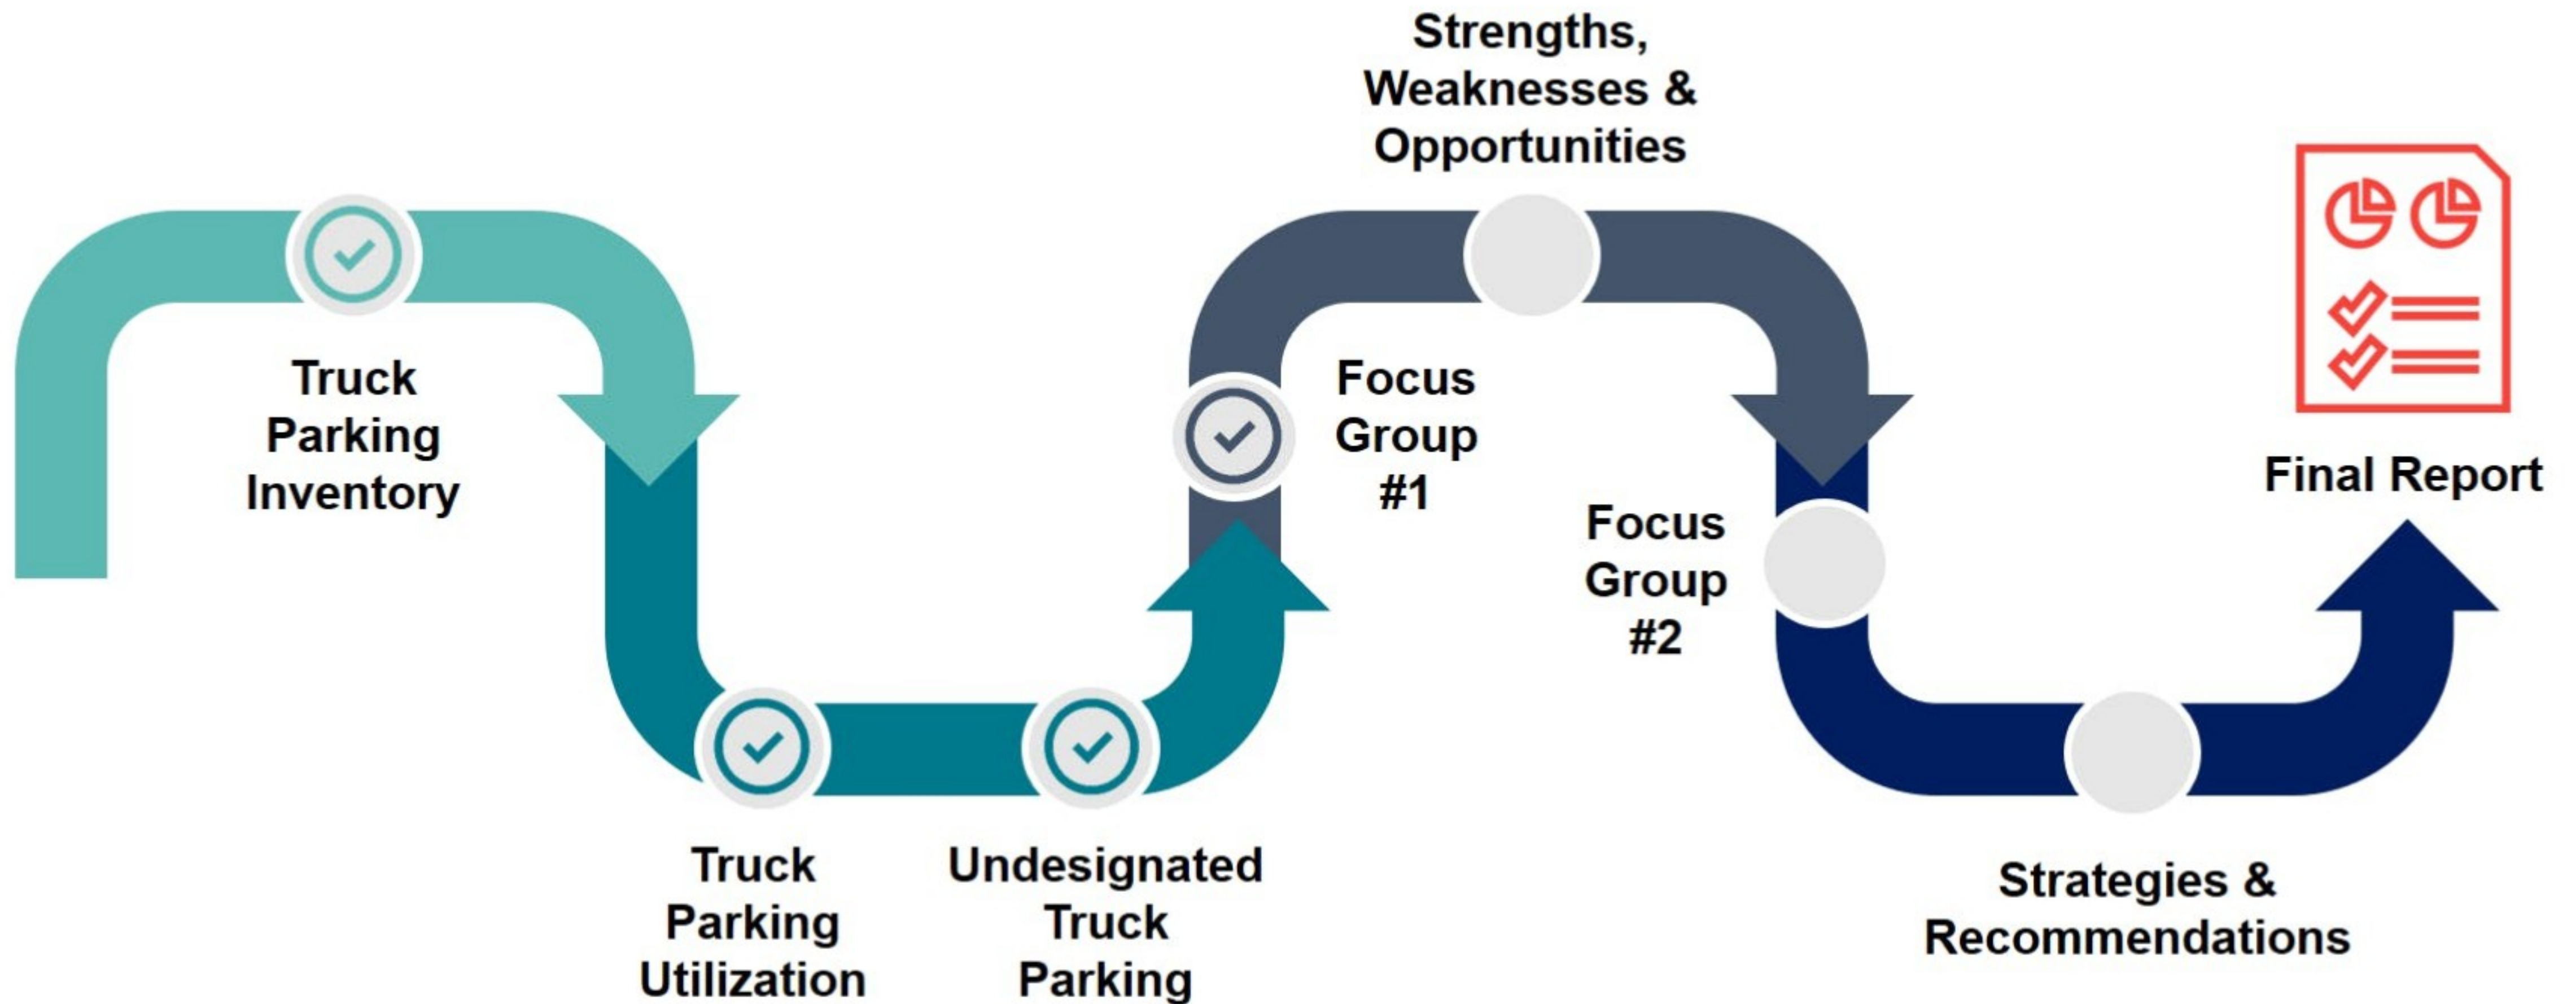 Truck
Parking
Inventory
Truck
Parking
Utilization
Undesignated
Truck
Parking
Focus
Group
#1
Strengths,
Weaknesses &
Opportunities
Focus
Group
#2
Strategies &
Recommendations
Final Report